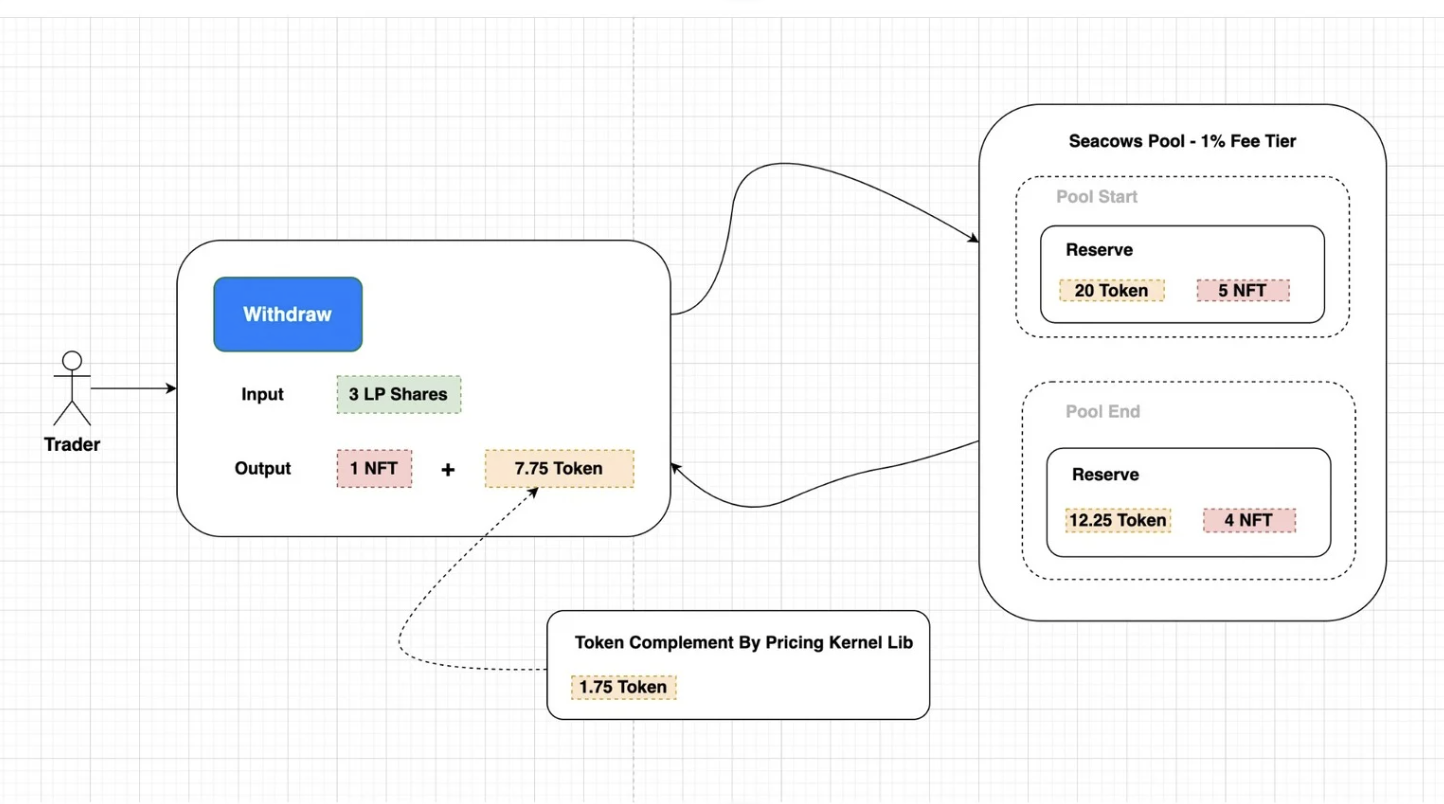 Seacows Pool - 1% Fee Tier
Pool Start
Reserve
20 Token 5 NFT
Withdraw
Input 3 LP Shares
Output 1 NFT + 7.75 Token
Trader
Pool End
Reserve
12.25 Token 4 NFT
Token Complement By Pricing Kernel Lib
1.75 Token